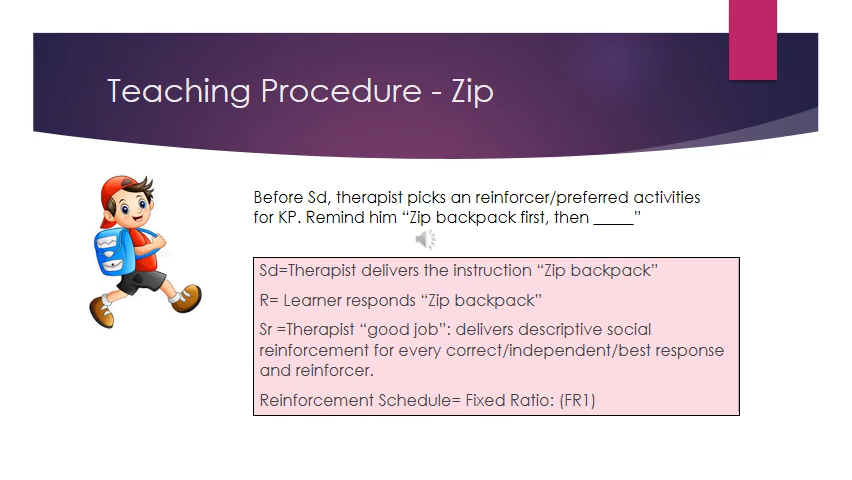 Teaching Procedure - Zip
Before Sd, therapist picks an reinforcer/preferred activities
for KP. Remind him “Zip backpack first, then _____”
Sd=Therapist delivers the instruction “Zip backpack”
R= Learner responds “Zip backpack”
Sr =Therapist “good job”: delivers descriptive social
reinforcement for every correct/independent/best response
and reinforcer.
Reinforcement Schedule= Fixed Ratio: (FR1)